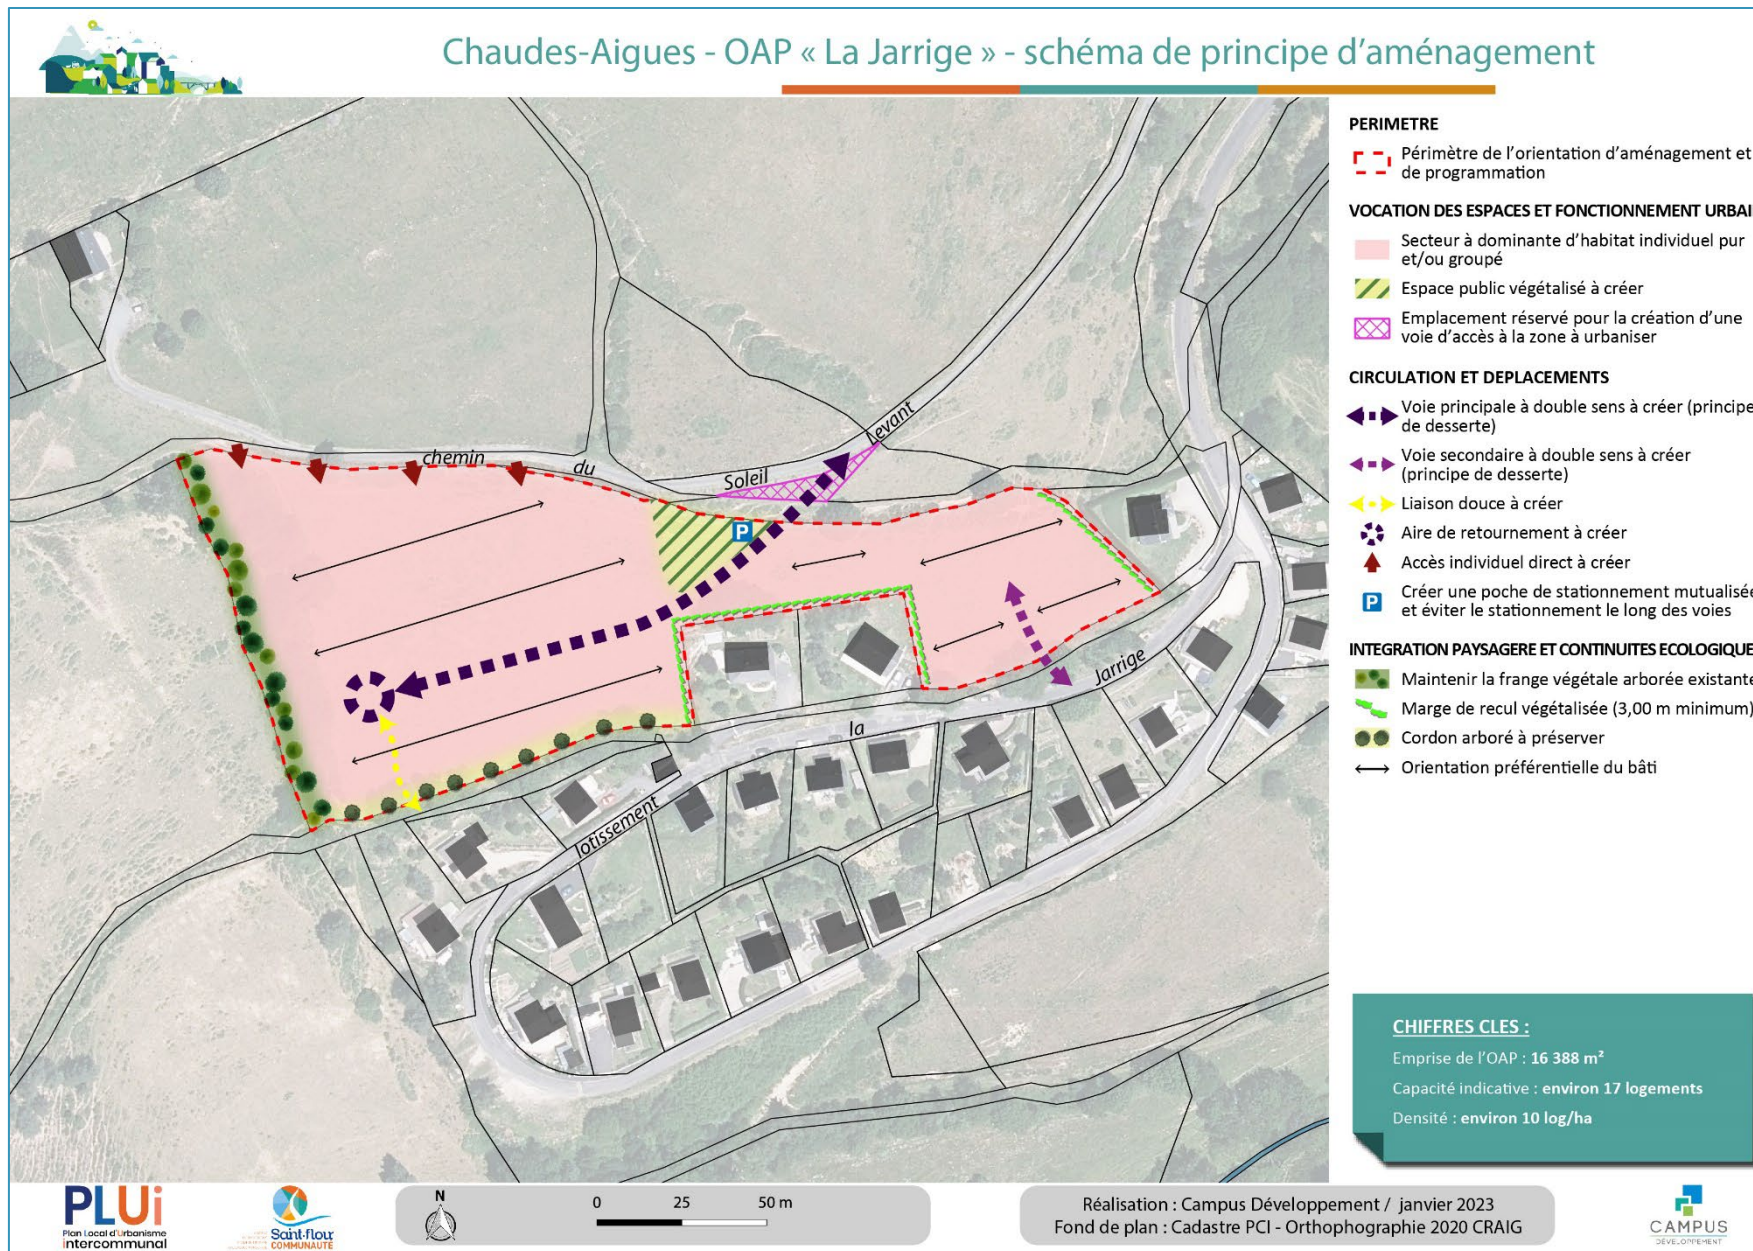 Chaudes-Aigues - OAP « La Jarrige » - schéma de principe d'aménagement
PERIMETRE
Périmètre de l'orientation d'aménagement et
de programmation
VOCATION DES ESPACES ET FONCTIONNEMENT URBAI
Secteur à dominante d'habitat individuel pur
et/ou groupé
Espace public végétalisé à créer
Emplacement réservé pour la création d'une
voie d'accès à la zone à urbaniser
CIRCULATION ET DEPLACEMENTS
Voie principale à double sens à créer (principe
de desserte)
Voie secondaire à double sens à créer
(principe de desserte)
Liaison douce à créer
Aire de retournement à créer
Accès individuel direct à créer
P
Créer une poche de stationnement mutualisée
et éviter le stationnement le long des voies
INTEGRATION PAYSAGERE ET CONTINUITES ECOLOGIQUE
Maintenir la frange végétale arborée existante
Marge de recul végétalisée (3,00 m minimum)
Cordon arboré à préserver
Orientation préférentielle du bâti
chemin
du
Soleil
Levant
P
lotissement
la
Jarrige
CHIFFRES CLES :
Emprise de l'OAP : 16 388 m²
Capacité indicative : environ 17 logements
Densité : environ 10 log/ha
PLUi
Plan Local d'Urbanisme
intercommunal
Saint-flour
COMMUNAUTÉ
N
0 25 50 m
Réalisation : Campus Développement / janvier 2023
Fond de plan : Cadastre PCI - Orthophographie 2020 CRAIG
CAMPUS
DÉVELOPPEMENT